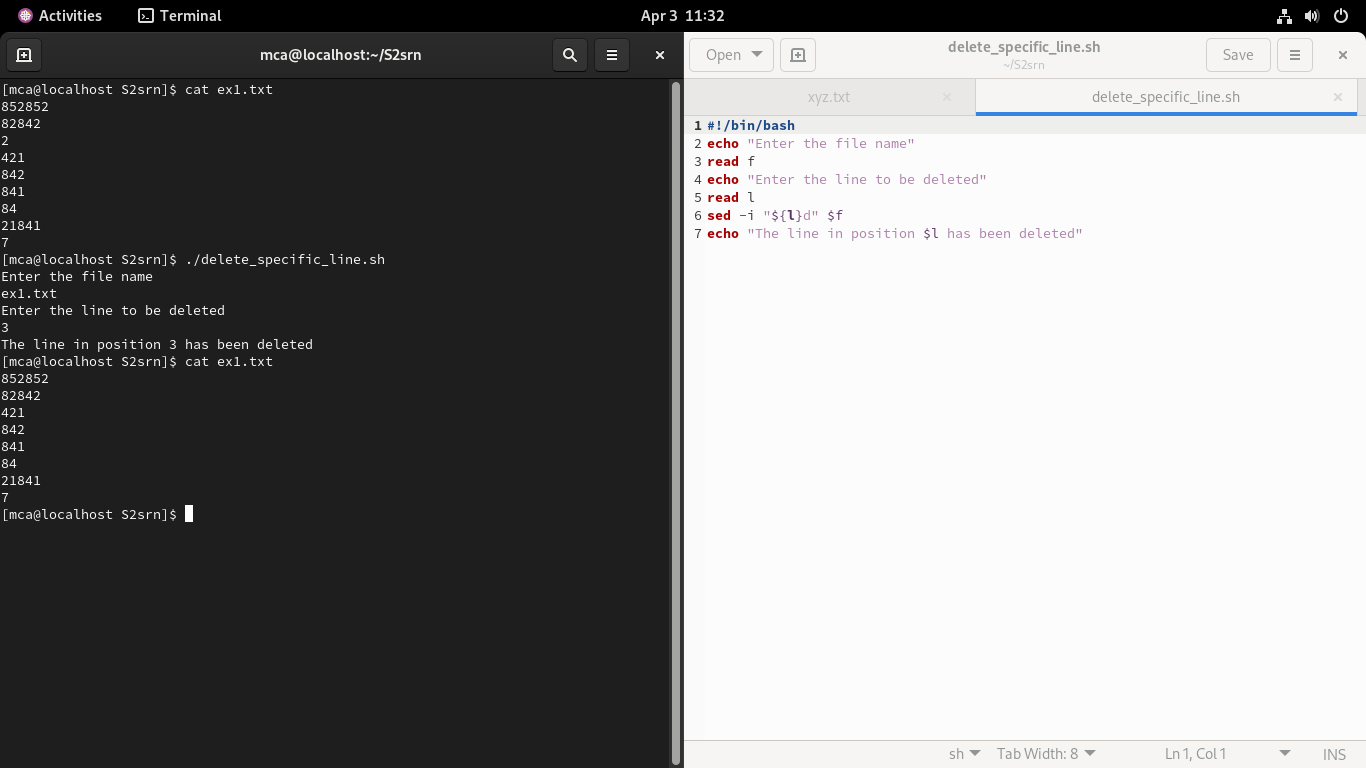 Activities Terminal Apr 3 11:32
mca@localhost:~/S2srn
[mca@localhost S2srn]$ cat ex1.txt
852852
82842
2
421
842
841
84
21841
7
[mca@localhost S2srn]$ ./delete_specific_line.sh
Enter the file name
ex1.txt
Enter the line to be deleted
3
The line in position 3 has been deleted
[mca@localhost S2srn]$ cat ex1.txt
852852
82842
421
842
841
84
21841
7
[mca@localhost S2srn]$
Open delete_specific_line.sh Save
~/S2srn
xyz.txt delete_specific_line.sh
1 #!/bin/bash
2 echo "Enter the file name"
3 read f
4 echo "Enter the line to be deleted"
5 read l
6 sed -i "${l}d" $f
7 echo "The line in position $l has been deleted"
sh Tab Width: 8 Ln 1, Col 1 INS